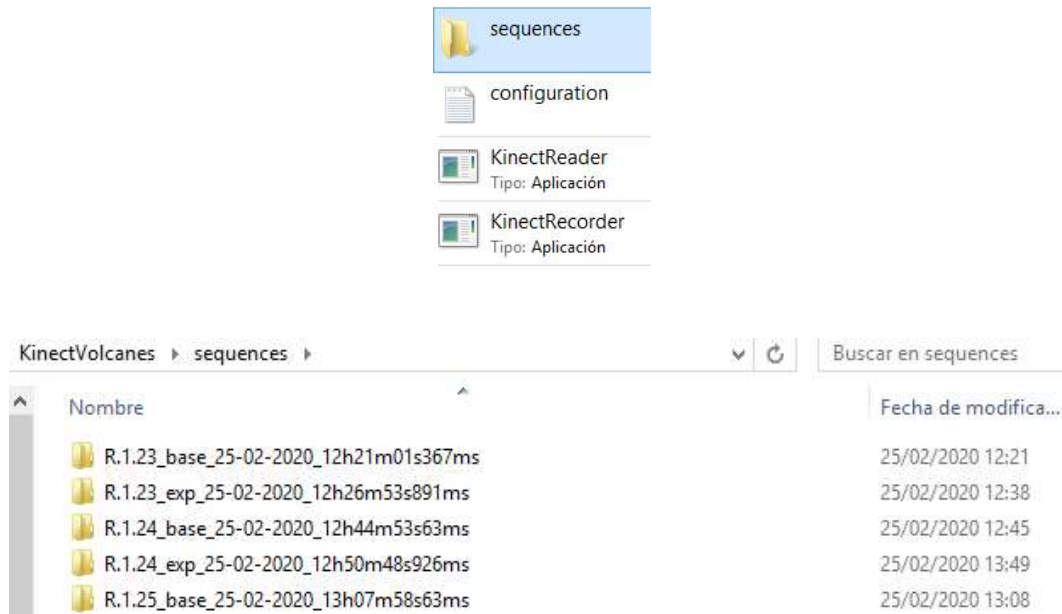 sequences
configuration
KinectReader
Tipo: Aplicación
KinectRecorder
Tipo: Aplicación
KinectVolcanes ▸ sequences ▸ Buscar en sequences
Nombre Fecha de modifica...
R.1.23_base_25-02-2020_12h21m01s367ms 25/02/2020 12:21
R.1.23_exp_25-02-2020_12h26m53s891ms 25/02/2020 12:38
R.1.24_base_25-02-2020_12h44m53s63ms 25/02/2020 12:45
R.1.24_exp_25-02-2020_12h50m48s926ms 25/02/2020 13:49
R.1.25_base_25-02-2020_13h07m58s63ms 25/02/2020 13:08